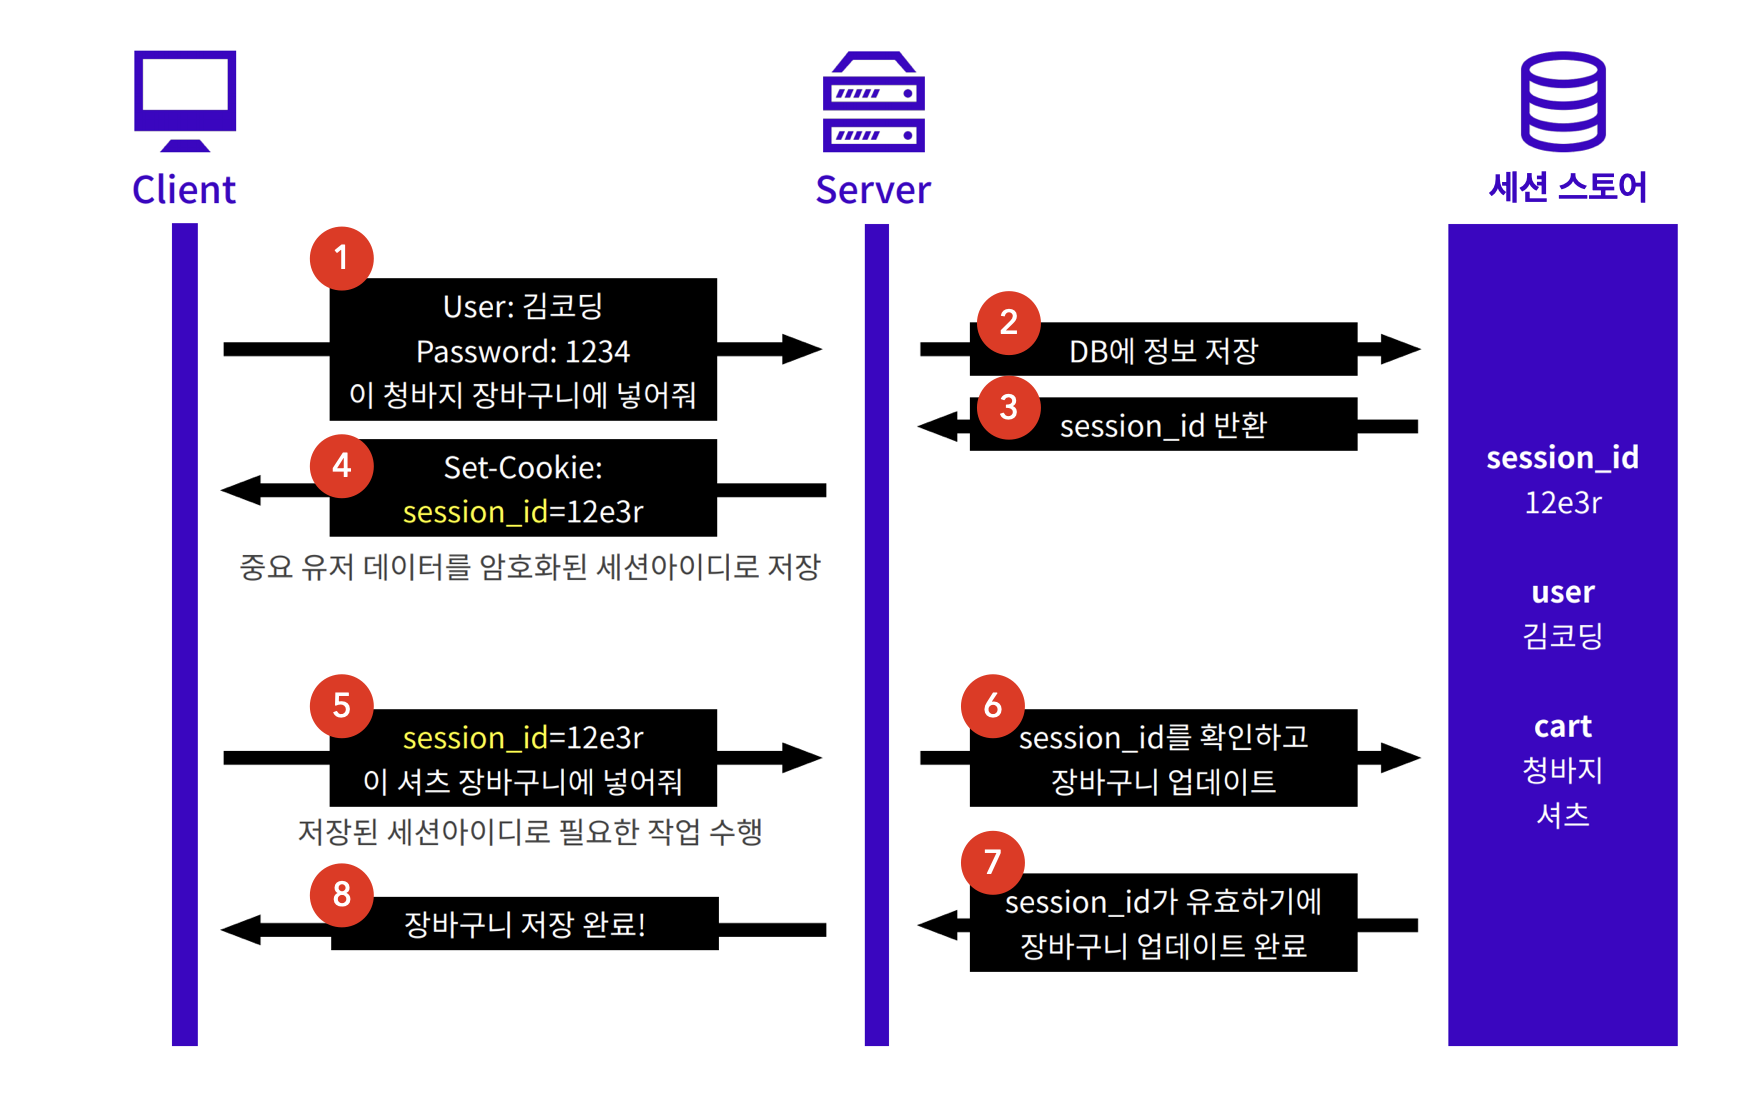 Client
Server
세션 스토어
1
User: 김코딩
Password: 1234
이 청바지 장바구니에 넣어줘
2
DB에 정보 저장
3
session_id 반환
4
Set-Cookie:
session_id=12e3r
중요 유저 데이터를 암호화된 세션아이디로 저장
5
session_id=12e3r
이 셔츠 장바구니에 넣어줘
저장된 세션아이디로 필요한 작업 수행
6
session_id를 확인하고
장바구니 업데이트
7
session_id가 유효하기에
장바구니 업데이트 완료
8
장바구니 저장 완료!
session_id
12e3r
user
김코딩
cart
청바지
셔츠